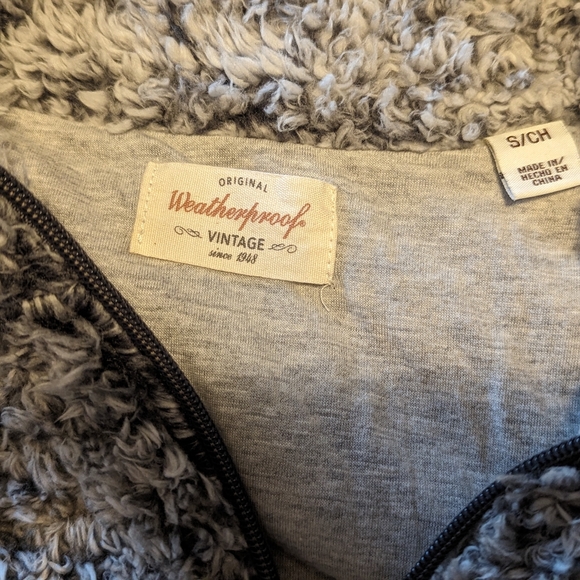 ORIGINAL
Weatherproof®
VINTAGE
since 1948
S/CH
MADE IN/
HECHO EN
CHINA